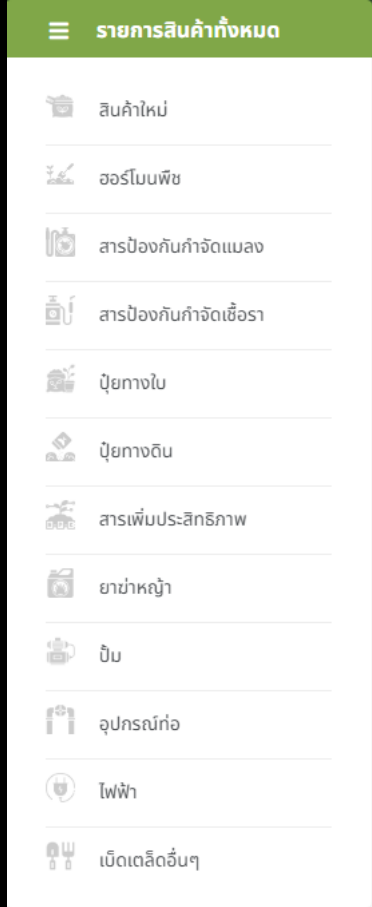 รายการสินค้าทั้งหมด
สินค้าใหม่
ฮอร์โมนพืช
สารป้องกันกำจัดแมลง
สารป้องกันกำจัดเชื้อรา
ปุ๋ยทางใบ
ปุ๋ยทางดิน
สารเพิ่มประสิทธิภาพ
ยาฆ่าหญ้า
ปั้ม
อุปกรณ์ท่อ
ไฟฟ้า
เบ็ดเตล็ดอื่นๆ